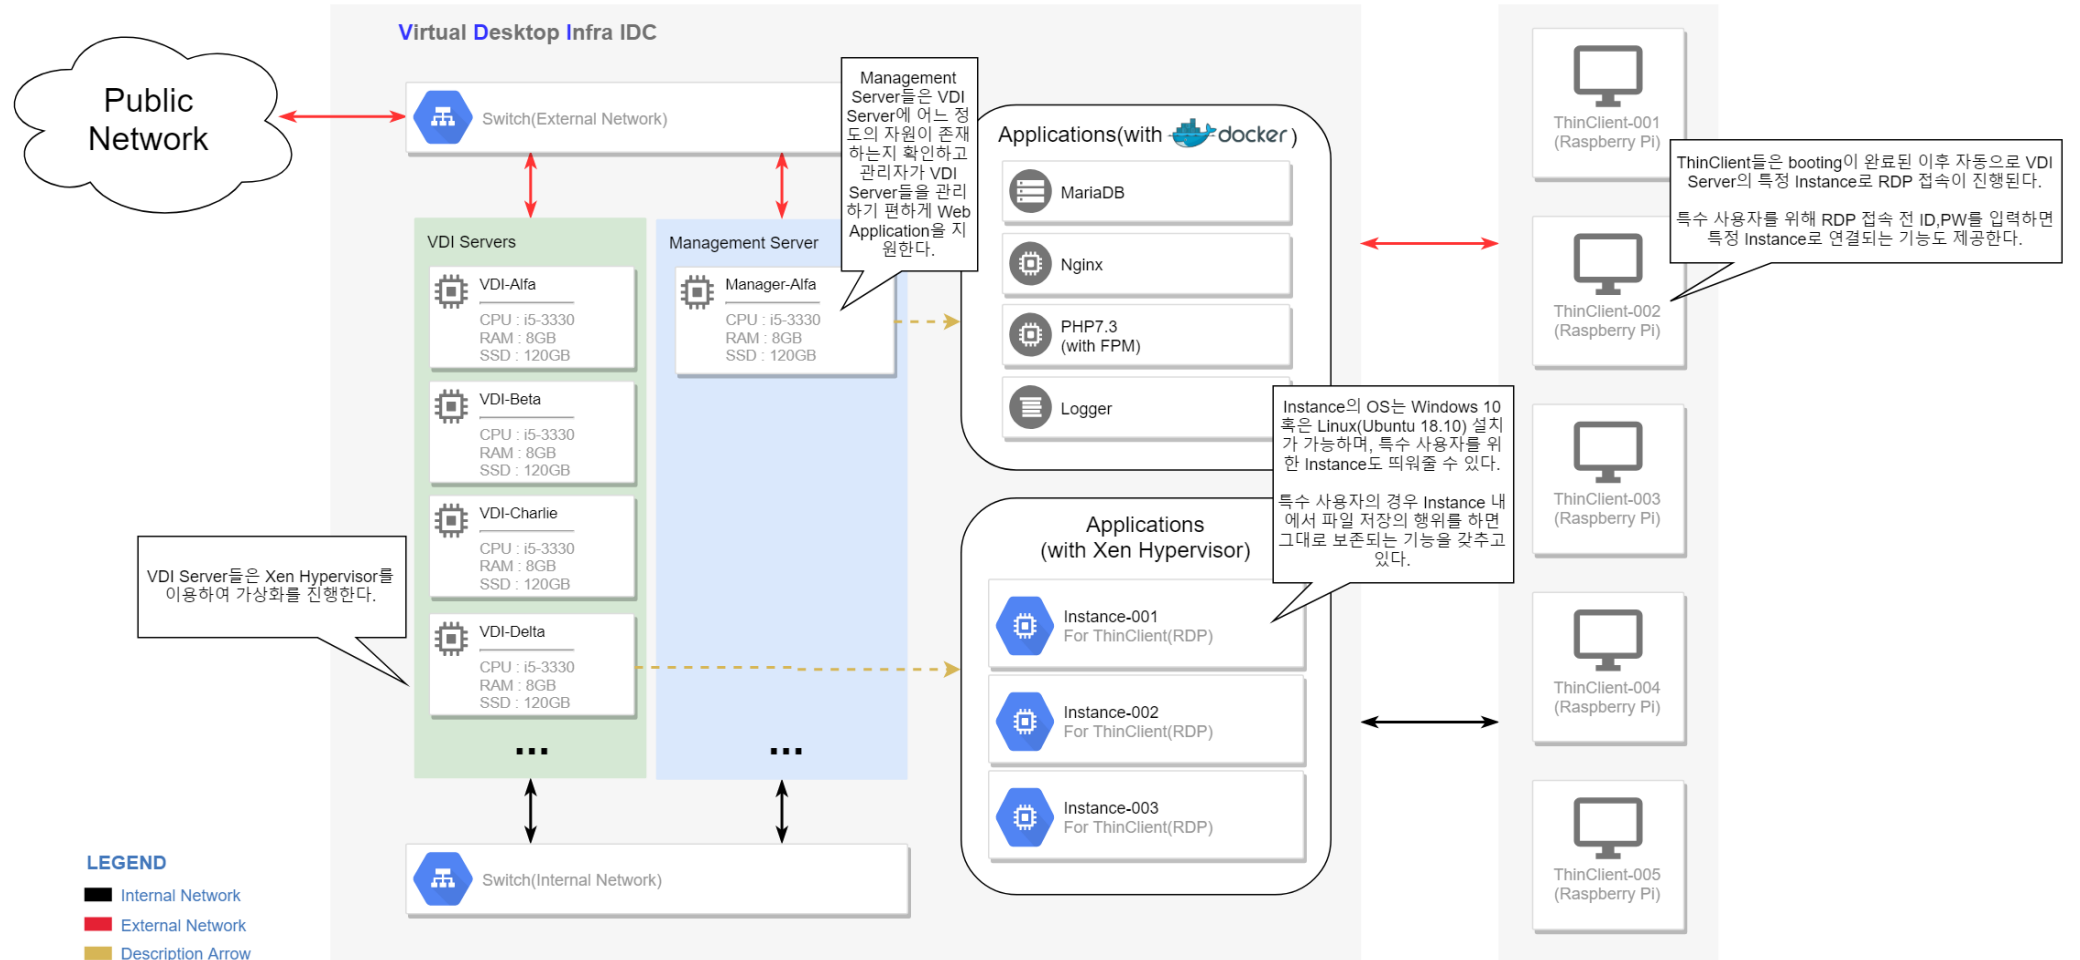 Virtual Desktop Infra IDC
Public
Network
Switch(External Network)
Management
Server들은 VDI
Server에 어느 정
도의 자원이 존재
하는지 확인하고
관리자가 VDI
Server들을 관리
하기 편하게 Web
Application을 지
원한다.
VDI Servers
VDI-Alfa
CPU : i5-3330
RAM : 8GB
SSD : 120GB
VDI-Beta
CPU : i5-3330
RAM : 8GB
SSD : 120GB
VDI-Charlie
CPU : i5-3330
RAM : 8GB
SSD : 120GB
VDI-Delta
CPU : i5-3330
RAM : 8GB
SSD : 120GB
...
VDI Server들은 Xen Hypervisor를
이용하여 가상화를 진행한다.
Management Server
Manager-Alfa
CPU : i5-3330
RAM : 8GB
SSD : 120GB
...
Switch(Internal Network)
Applications(with docker)
MariaDB
Nginx
PHP7.3
(with FPM)
Logger
Instance의 OS는 Windows 10
혹은 Linux(Ubuntu 18.10) 설치
가 가능하며, 특수 사용자를 위
한 Instance도 띄워줄 수 있다.
특수 사용자의 경우 Instance 내
에서 파일 저장의 행위를 하면
그대로 보존되는 기능을 갖추고
있다.
Applications
(with Xen Hypervisor)
Instance-001
For ThinClient(RDP)
Instance-002
For ThinClient(RDP)
Instance-003
For ThinClient(RDP)
ThinClient-001
(Raspberry Pi)
ThinClient들은 booting이 완료된 이후 자동으로 VDI
Server의 특정 Instance로 RDP 접속이 진행된다.
특수 사용자를 위해 RDP 접속 전 ID,PW를 입력하면
특정 Instance로 연결되는 기능도 제공한다.
ThinClient-002
(Raspberry Pi)
ThinClient-003
(Raspberry Pi)
ThinClient-004
(Raspberry Pi)
ThinClient-005
(Raspberry Pi)
LEGEND
Internal Network
External Network
Description Arrow